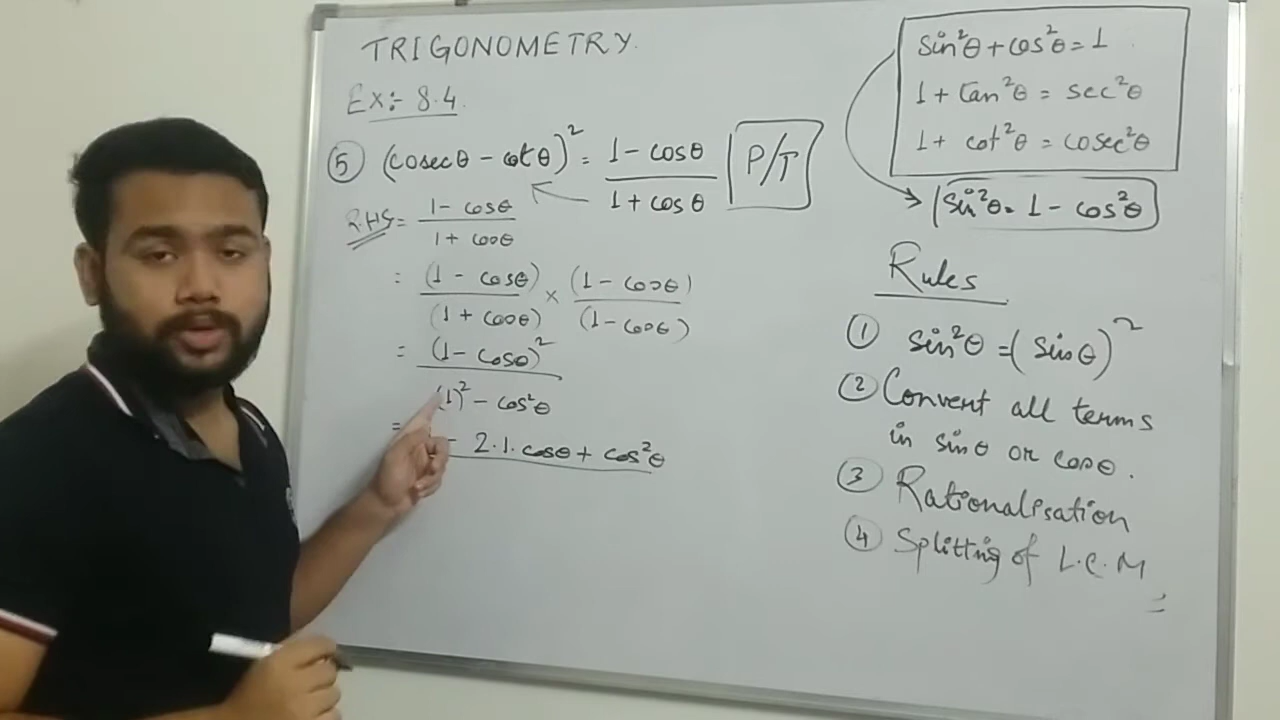 TRIGONOMETRY.
Ex:- 8.4.
⑤ (cosecθ - cotθ)² = 1 - cosθ / 1 + cosθ | P/T
R.H.S = 1 - cosθ / 1 + cosθ
= (1 - cosθ) / (1 + cosθ) × (1 - cosθ) / (1 - cosθ)
= (1 - cosθ)² / (1)² - cos²θ
= - 2·1·cosθ + cos²θ
sin²θ + cos²θ = 1
1 + tan²θ = sec²θ
1 + cot²θ = cosec²θ
sin²θ = 1 - cos²θ
Rules
① sin²θ = (sinθ)²
② Convert all terms
in sinθ or cosθ.
③ Rationalisation
④ Splitting of L.C.M